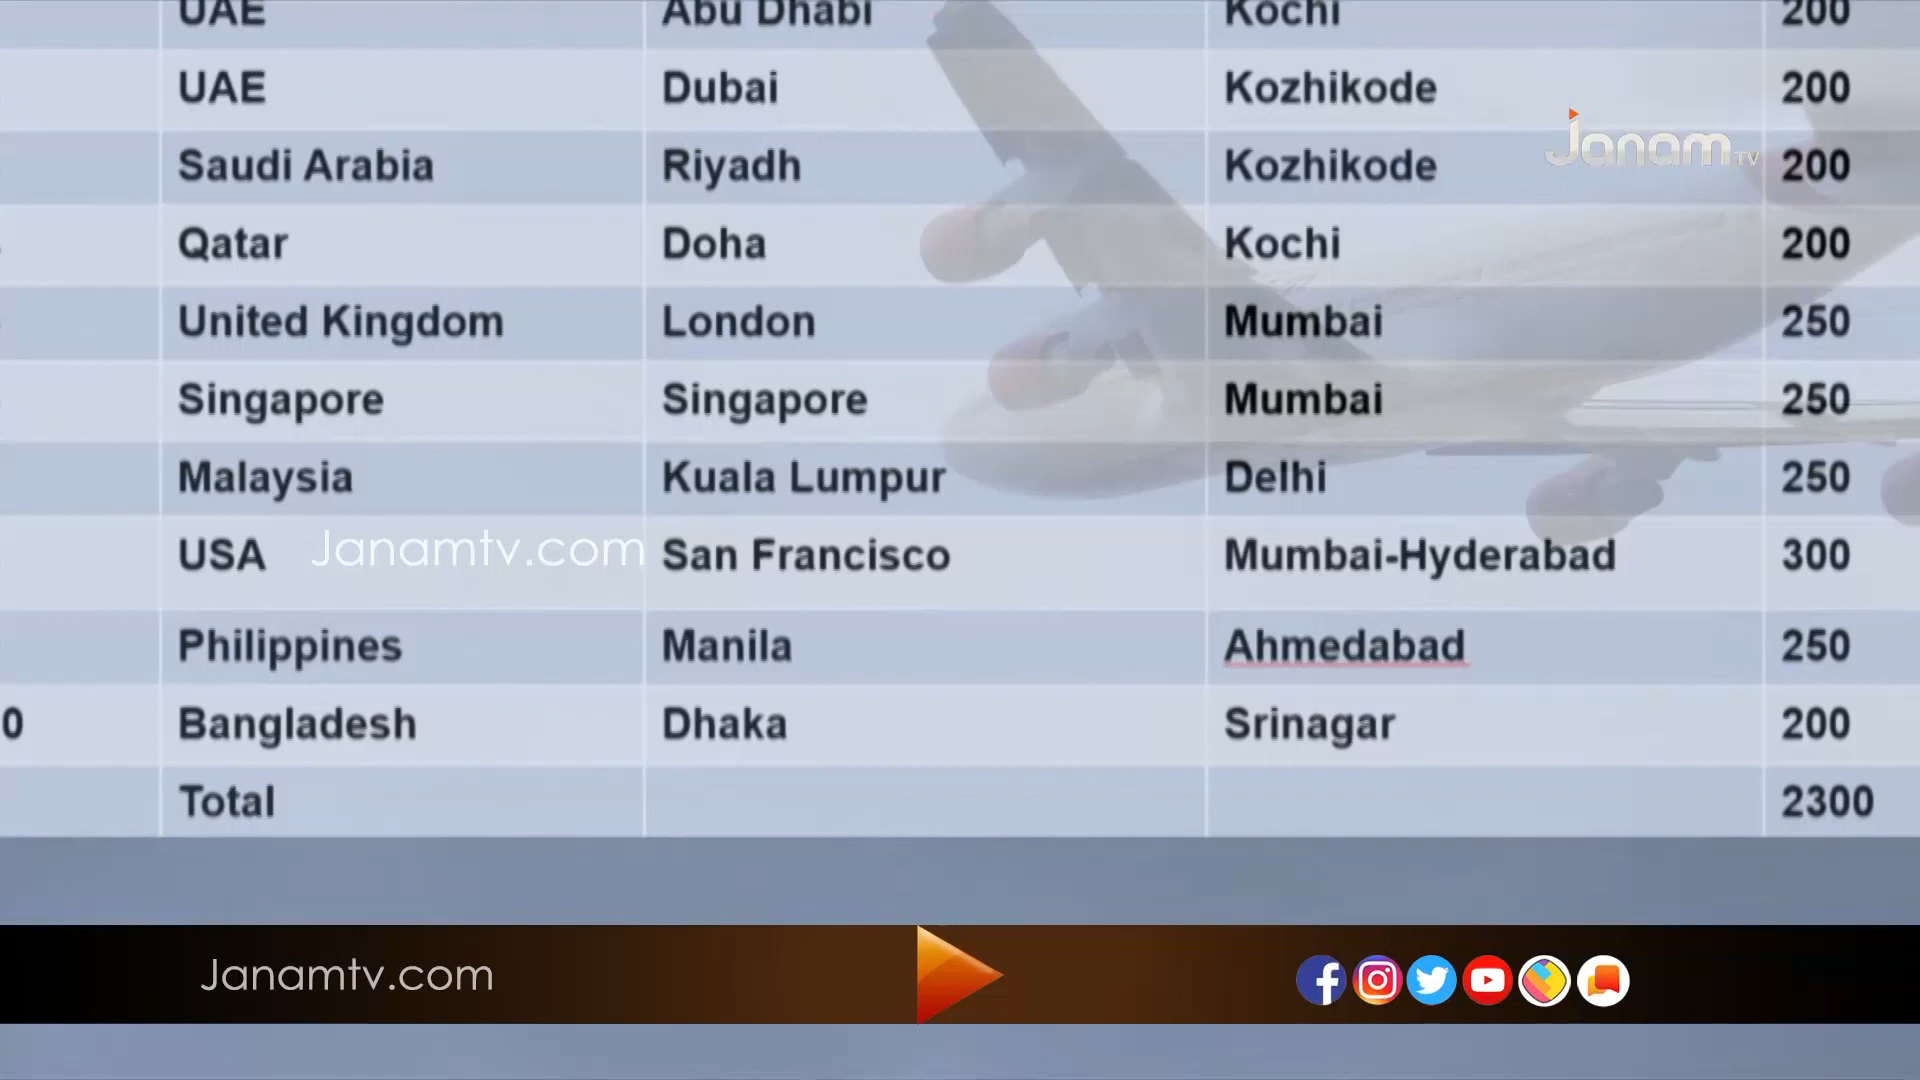 UAE Abu Dhabi Kochi 200
UAE Dubai Kozhikode 200
Saudi Arabia Riyadh Kozhikode 200
Qatar Doha Kochi 200
United Kingdom London Mumbai 250
Singapore Singapore Mumbai 250
Malaysia Kuala Lumpur Delhi 250
USA San Francisco Mumbai-Hyderabad 300
Philippines Manila Ahmedabad 250
0 Bangladesh Dhaka Srinagar 200
Total 2300
Janam TV
Janamtv.com
Janamtv.com